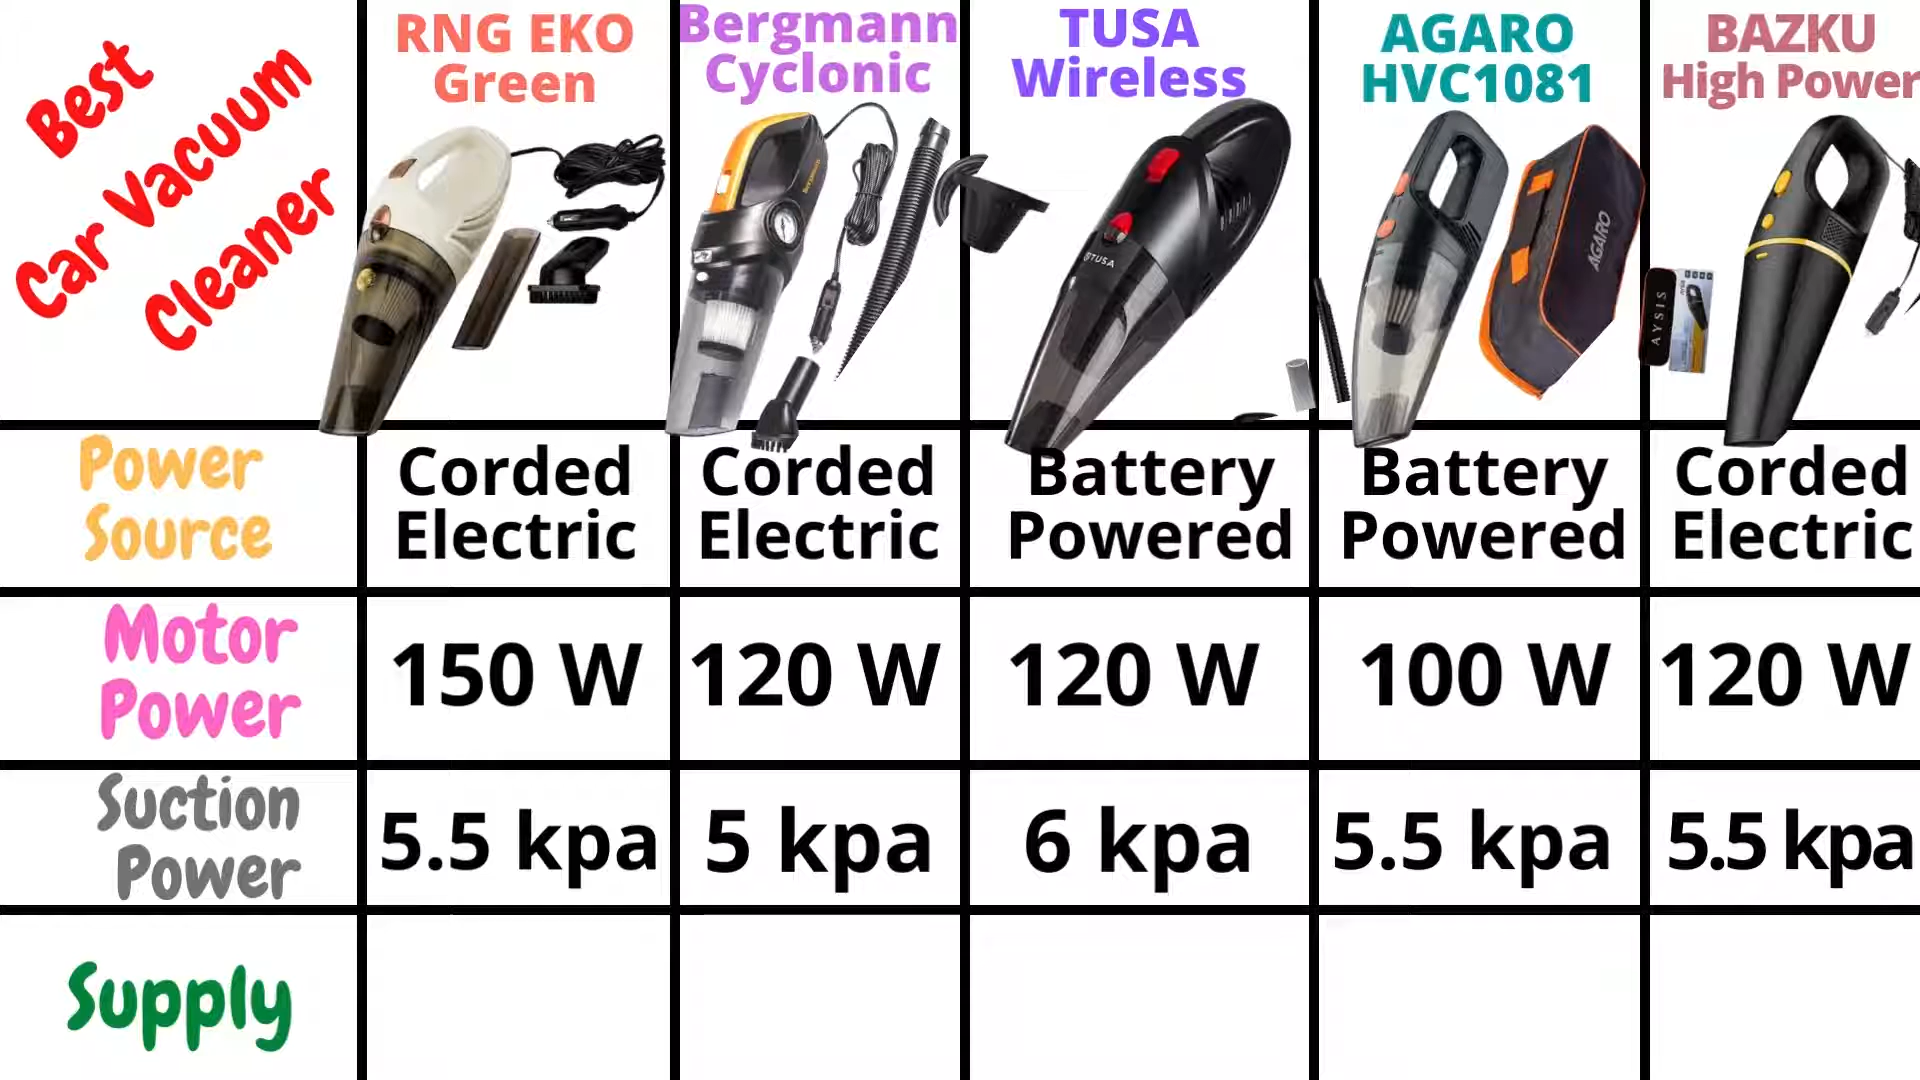 Best
Car Vacuum
Cleaner
RNG EKO
Green
Bergmann
Cyclonic
TUSA
Wireless
AGARO
HVC1081
BAZKU
High Power
Bergmann
TUSA
AGARO
AYSIS
Power
Source
Corded
Electric
Corded
Electric
Battery
Powered
Battery
Powered
Corded
Electric
Motor
Power
150 W
120 W
120 W
100 W
120 W
Suction
Power
5.5 kpa
5 kpa
6 kpa
5.5 kpa
5.5 kpa
Supply